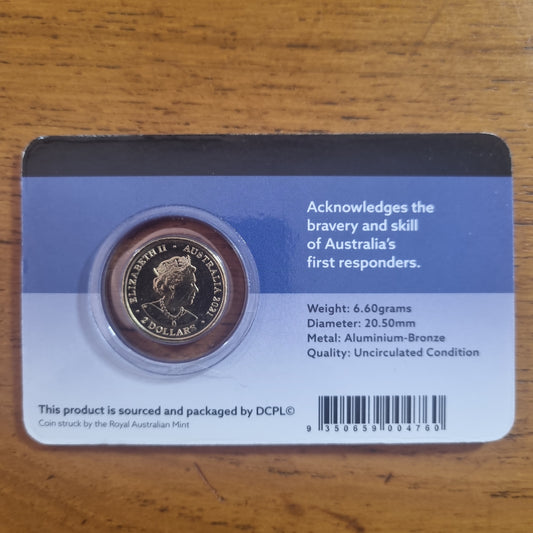 Acknowledges the
bravery and skill
of Australia's
first responders.
ELIZABETH II · AUSTRALIA 2021
· 2 DOLLARS ·
Weight: 6.60grams
Diameter: 20.50mm
Metal: Aluminium-Bronze
Quality: Uncirculated Condition
This product is sourced and packaged by DCPL©
Coin struck by the Royal Australian Mint
9 350659 004760